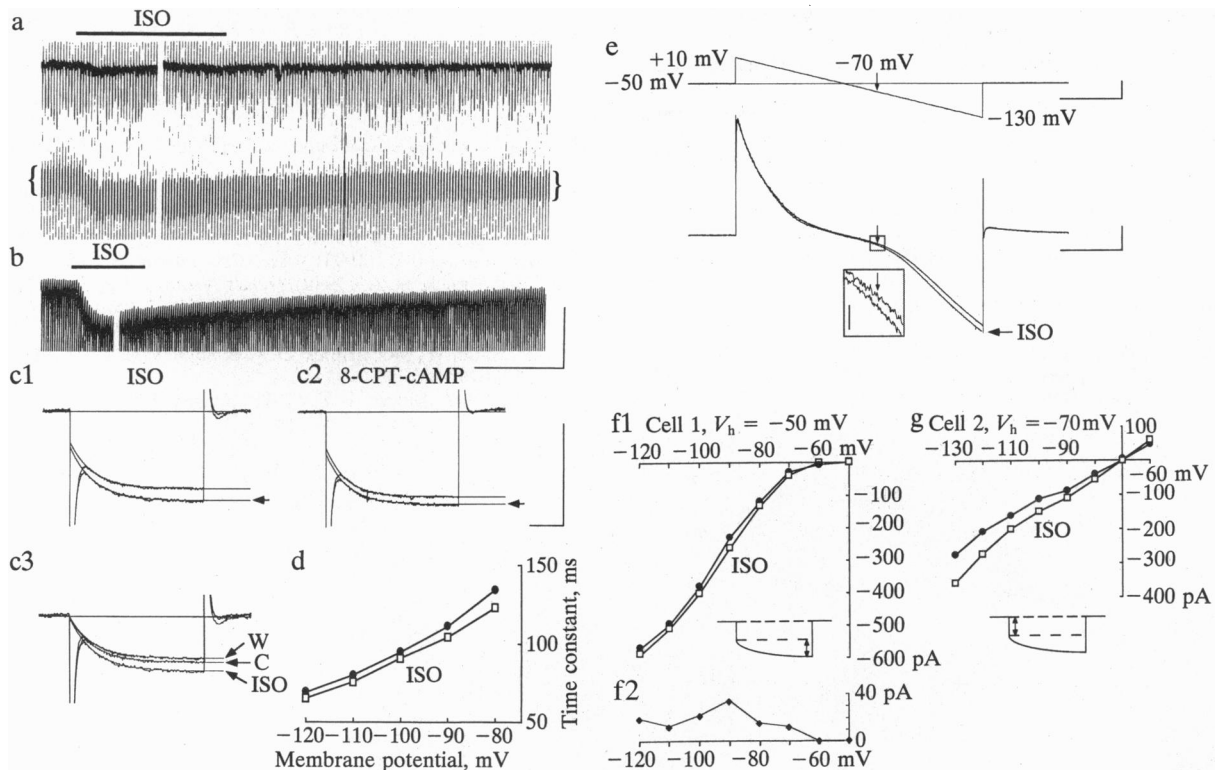 a
ISO
{ }
b
ISO
c1
ISO
c2
8-CPT-cAMP
c3
W
C
ISO
d
150
100
50
Time constant, ms
ISO
−120 −110 −100 −90 −80
Membrane potential, mV
e
+10 mV
−50 mV
−70 mV
−130 mV
ISO
f1 Cell 1, Vh = −50 mV
−120 −100 −80 −60 mV
−100
−200
−300
−400
−500
−600 pA
ISO
f2
40 pA
0
−120 −100 −80 −60 mV
g Cell 2, Vh = −70mV
−130 −110 −90
100
−60 mV
−100
−200
−300
−400 pA
ISO